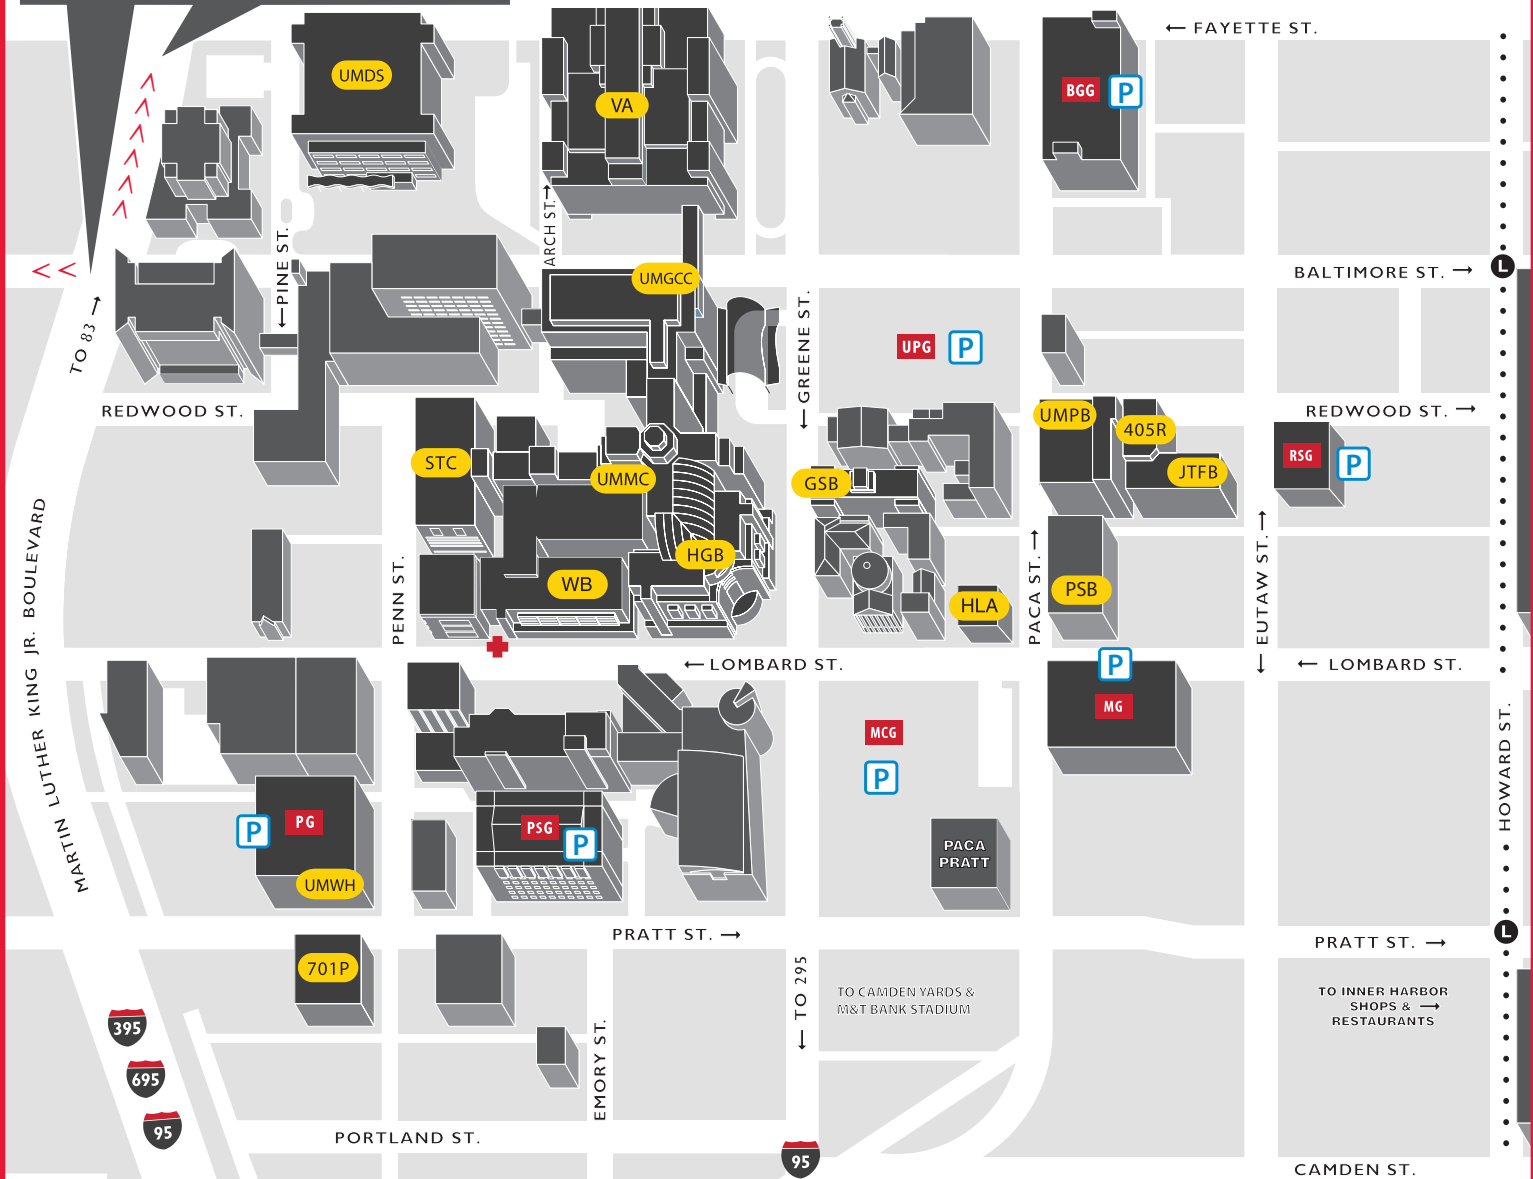 ← FAYETTE ST.
UMDS
VA
BGG
P
ARCH ST. →
← PINE ST.
UMGCC
BALTIMORE ST. →
L
TO 83 →
← GREENE ST.
UPG
P
REDWOOD ST.
REDWOOD ST. →
UMPB
405R
STC
UMMC
GSB
JTFB
RSG
P
MARTIN LUTHER KING JR. BOULEVARD
PENN ST.
HGB
WB
HLA
PACA ST. →
PSB
← EUTAW ST. →
← LOMBARD ST.
← LOMBARD ST.
P
MG
HOWARD ST.
MCG
P
PG
P
PSG
P
PACA
PRATT
UMWH
PRATT ST. →
PRATT ST. →
L
701P
← TO 295
TO CAMDEN YARDS &
M&T BANK STADIUM
TO INNER HARBOR
SHOPS & →
RESTAURANTS
395
695
95
EMORY ST.
PORTLAND ST.
95
CAMDEN ST.